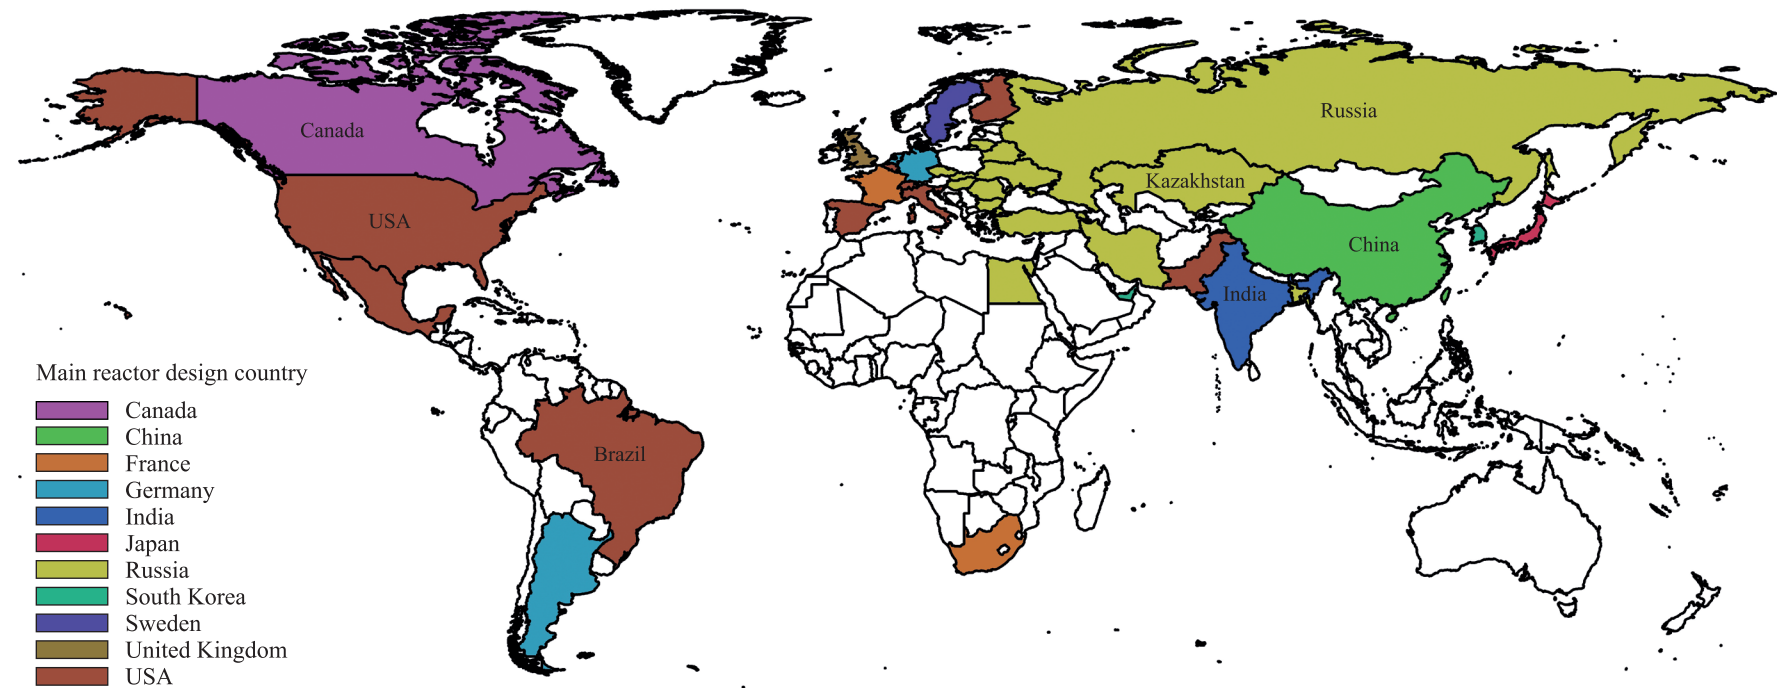 Canada
Russia
Kazakhstan
USA
China
India
Brazil
Main reactor design country
Canada
China
France
Germany
India
Japan
Russia
South Korea
Sweden
United Kingdom
USA